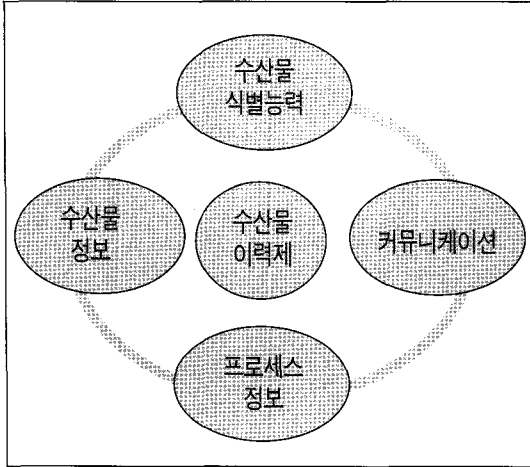 수산물
식별능력
수산물
정보
수산물
이력제
커뮤니케이션
프로세스
정보